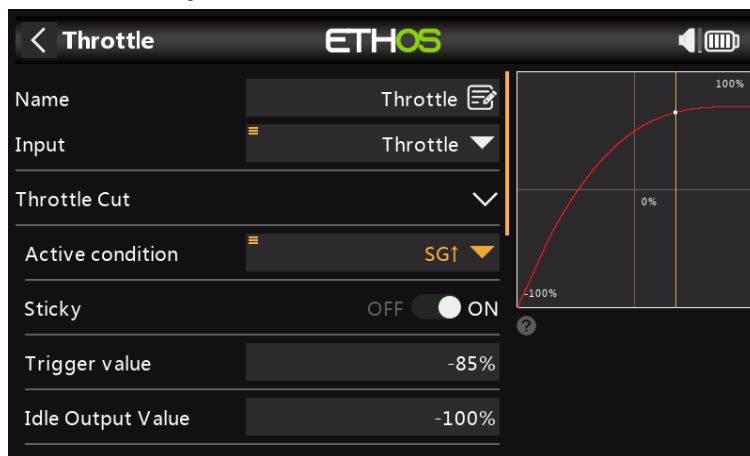 Throttle
ETHOS
Name
Throttle
Input
Throttle
Throttle Cut
Active condition
SG↑
Sticky
OFF ON
Trigger value
-85%
Idle Output Value
-100%
100%
0%
-100%
?